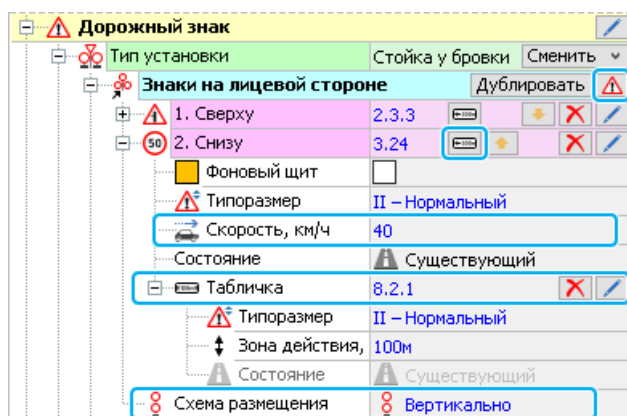 Дорожный знак
Тип установки Стойка у бровки Сменить
Знаки на лицевой стороне Дублировать
1. Сверху 2.3.3
50 2. Снизу 3.24
Фоновый щит
Типоразмер II – Нормальный
Скорость, км/ч 40
Состояние Существующий
Табличка 8.2.1
Типоразмер II – Нормальный
Зона действия, 100м
Состояние Существующий
Схема размещения Вертикально